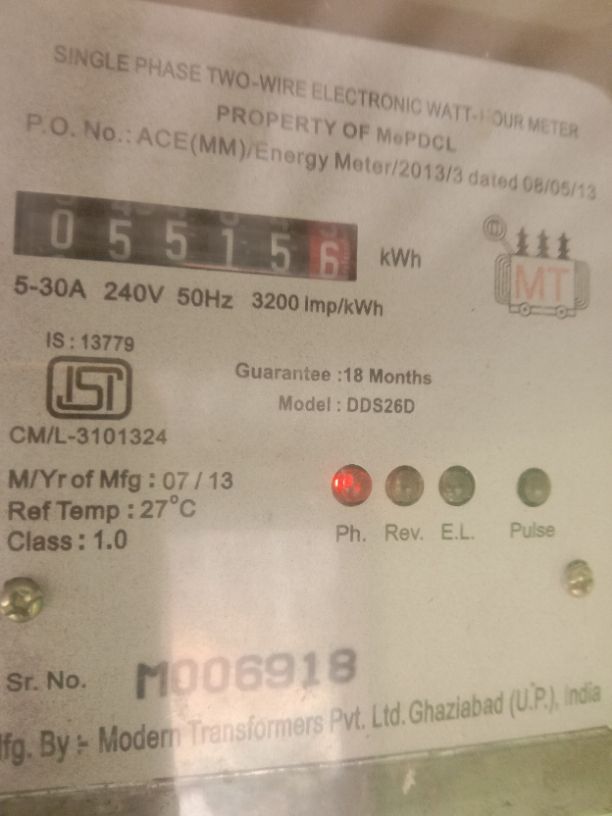 SINGLE PHASE TWO-WIRE ELECTRONIC WATT-HOUR METER
PROPERTY OF MePDCL
P.O. No.: ACE(MM)/Energy Meter/2013/3 dated 08/05/13
055156 kWh
MT
5-30A 240V 50Hz 3200 Imp/kWh
IS : 13779
ISI
CM/L-3101324
Guarantee :18 Months
Model : DDS26D
M/Yr of Mfg : 07 / 13
Ref Temp : 27°C
Class : 1.0
Ph. Rev. E.L. Pulse
Sr. No. M006918
Mfg. By :- Modern Transformers Pvt. Ltd. Ghaziabad (U.P.), India